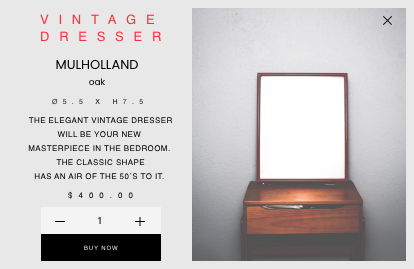 VINTAGE
DRESSER
MULHOLLAND
oak
Ø5.5 X H7.5
THE ELEGANT VINTAGE DRESSER
WILL BE YOUR NEW
MASTERPIECE IN THE BEDROOM.
THE CLASSIC SHAPE
HAS AN AIR OF THE 50´S TO IT.
$400.00
— 1 +
BUY NOW